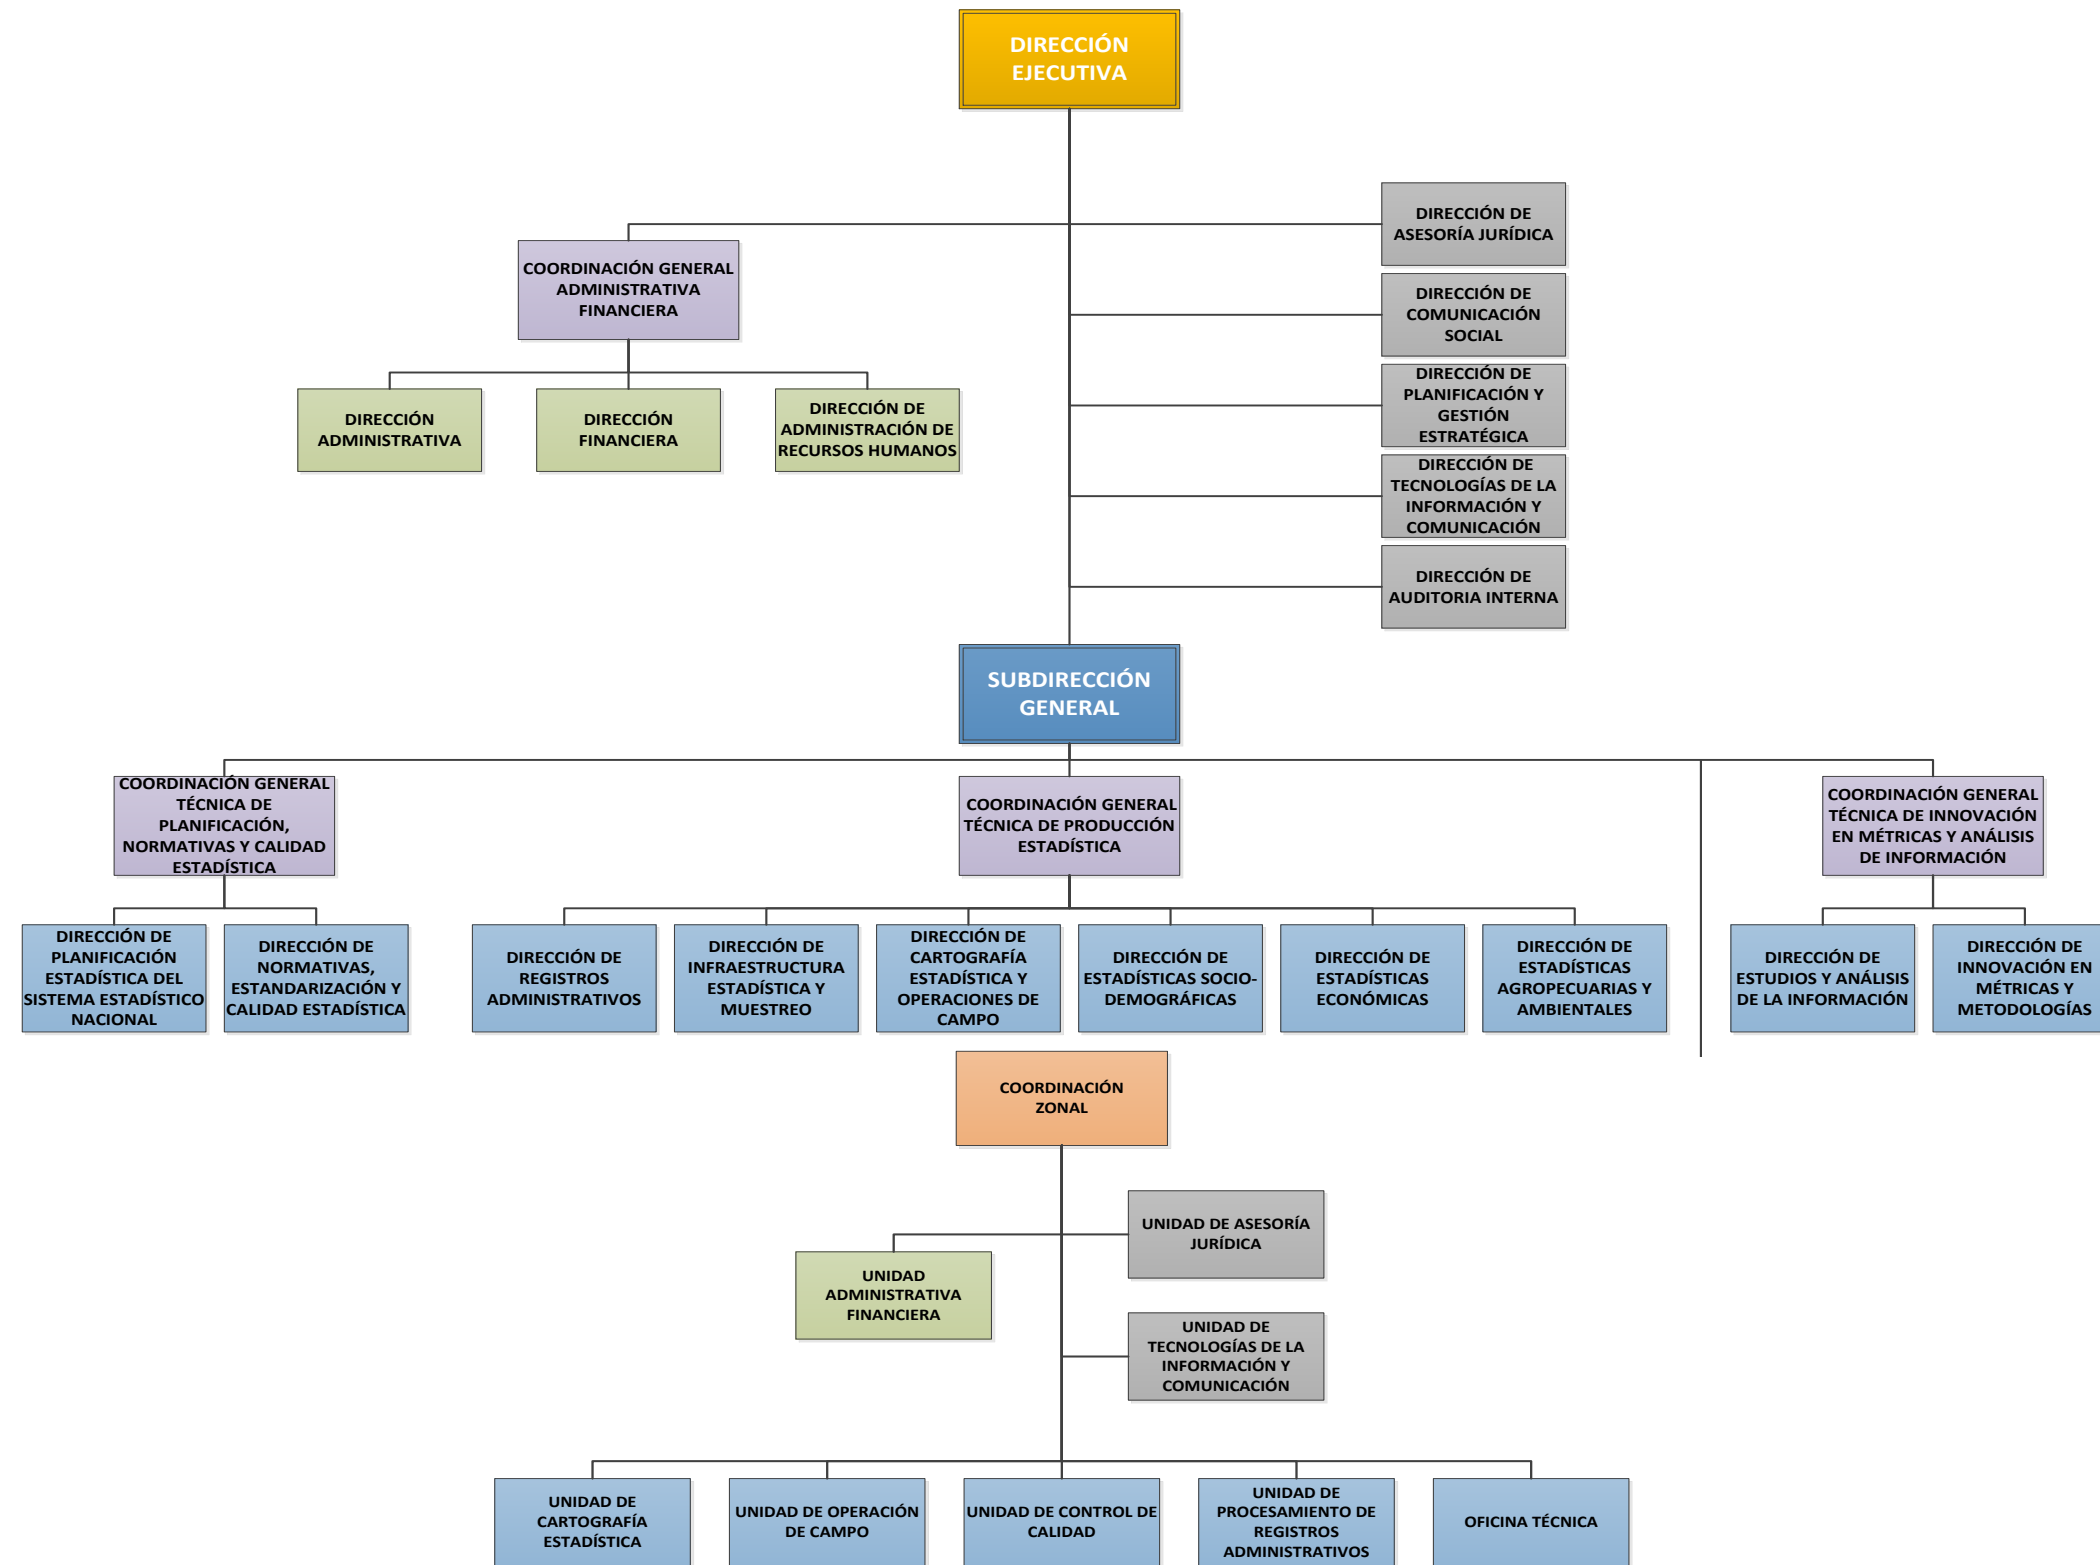 DIRECCIÓN
EJECUTIVA
DIRECCIÓN DE
ASESORÍA JURÍDICA
COORDINACIÓN GENERAL
ADMINISTRATIVA
FINANCIERA
DIRECCIÓN DE
COMUNICACIÓN
SOCIAL
DIRECCIÓN DE
PLANIFICACIÓN Y
GESTIÓN
ESTRATÉGICA
DIRECCIÓN
ADMINISTRATIVA
DIRECCIÓN
FINANCIERA
DIRECCIÓN DE
ADMINISTRACIÓN DE
RECURSOS HUMANOS
DIRECCIÓN DE
TECNOLOGÍAS DE LA
INFORMACIÓN Y
COMUNICACIÓN
DIRECCIÓN DE
AUDITORIA INTERNA
SUBDIRECCIÓN
GENERAL
COORDINACIÓN GENERAL
TÉCNICA DE
PLANIFICACIÓN,
NORMATIVAS Y CALIDAD
ESTADÍSTICA
COORDINACIÓN GENERAL
TÉCNICA DE PRODUCCIÓN
ESTADÍSTICA
COORDINACIÓN GENERAL
TÉCNICA DE INNOVACIÓN
EN MÉTRICAS Y ANÁLISIS
DE INFORMACIÓN
DIRECCIÓN DE
PLANIFICACIÓN
ESTADÍSTICA DEL
SISTEMA ESTADÍSTICO
NACIONAL
DIRECCIÓN DE
NORMATIVAS,
ESTANDARIZACIÓN Y
CALIDAD ESTADÍSTICA
DIRECCIÓN DE
REGISTROS
ADMINISTRATIVOS
DIRECCIÓN DE
INFRAESTRUCTURA
ESTADÍSTICA Y
MUESTREO
DIRECCIÓN DE
CARTOGRAFÍA
ESTADÍSTICA Y
OPERACIONES DE
CAMPO
DIRECCIÓN DE
ESTADÍSTICAS SOCIO-
DEMOGRÁFICAS
DIRECCIÓN DE
ESTADÍSTICAS
ECONÓMICAS
DIRECCIÓN DE
ESTADÍSTICAS
AGROPECUARIAS Y
AMBIENTALES
DIRECCIÓN DE
ESTUDIOS Y ANÁLISIS
DE LA INFORMACIÓN
DIRECCIÓN DE
INNOVACIÓN EN
MÉTRICAS Y
METODOLOGÍAS
COORDINACIÓN
ZONAL
UNIDAD DE ASESORÍA
JURÍDICA
UNIDAD
ADMINISTRATIVA
FINANCIERA
UNIDAD DE
TECNOLOGÍAS DE LA
INFORMACIÓN Y
COMUNICACIÓN
UNIDAD DE
CARTOGRAFÍA
ESTADÍSTICA
UNIDAD DE OPERACIÓN
DE CAMPO
UNIDAD DE CONTROL DE
CALIDAD
UNIDAD DE
PROCESAMIENTO DE
REGISTROS
ADMINISTRATIVOS
OFICINA TÉCNICA